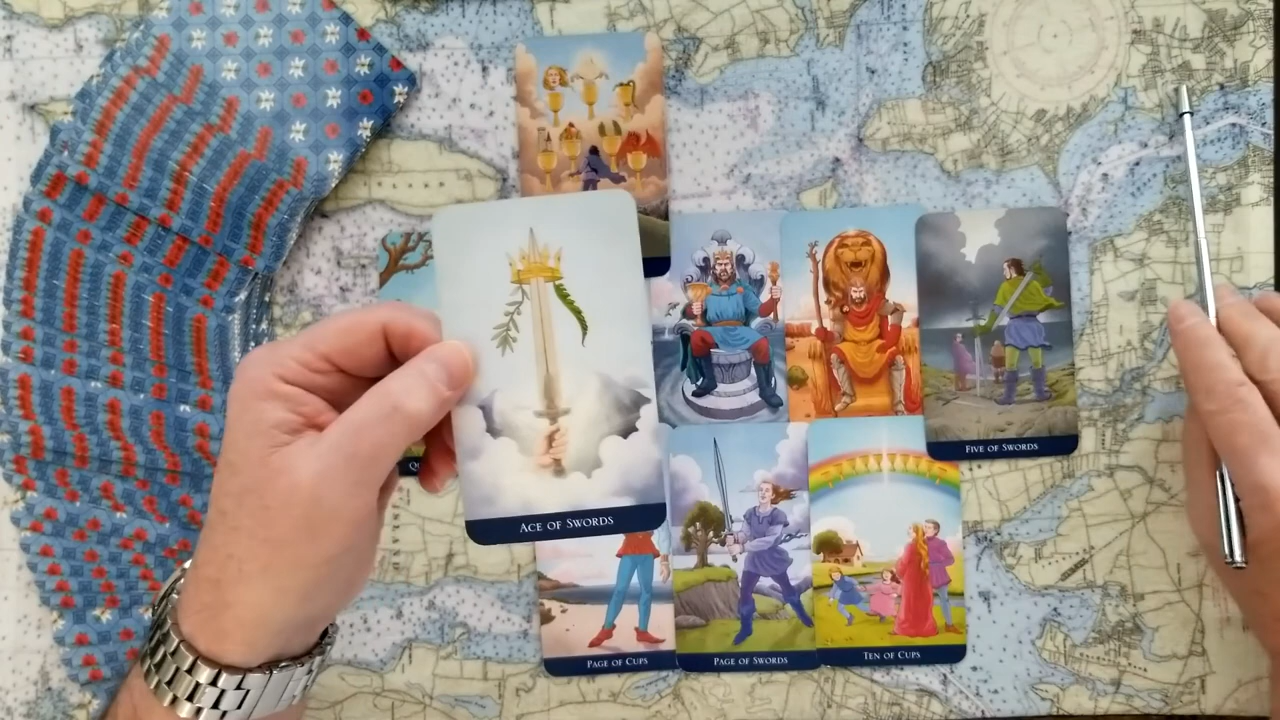 FIVE OF SWORDS
ACE OF SWORDS
PAGE OF CUPS
PAGE OF SWORDS
TEN OF CUPS